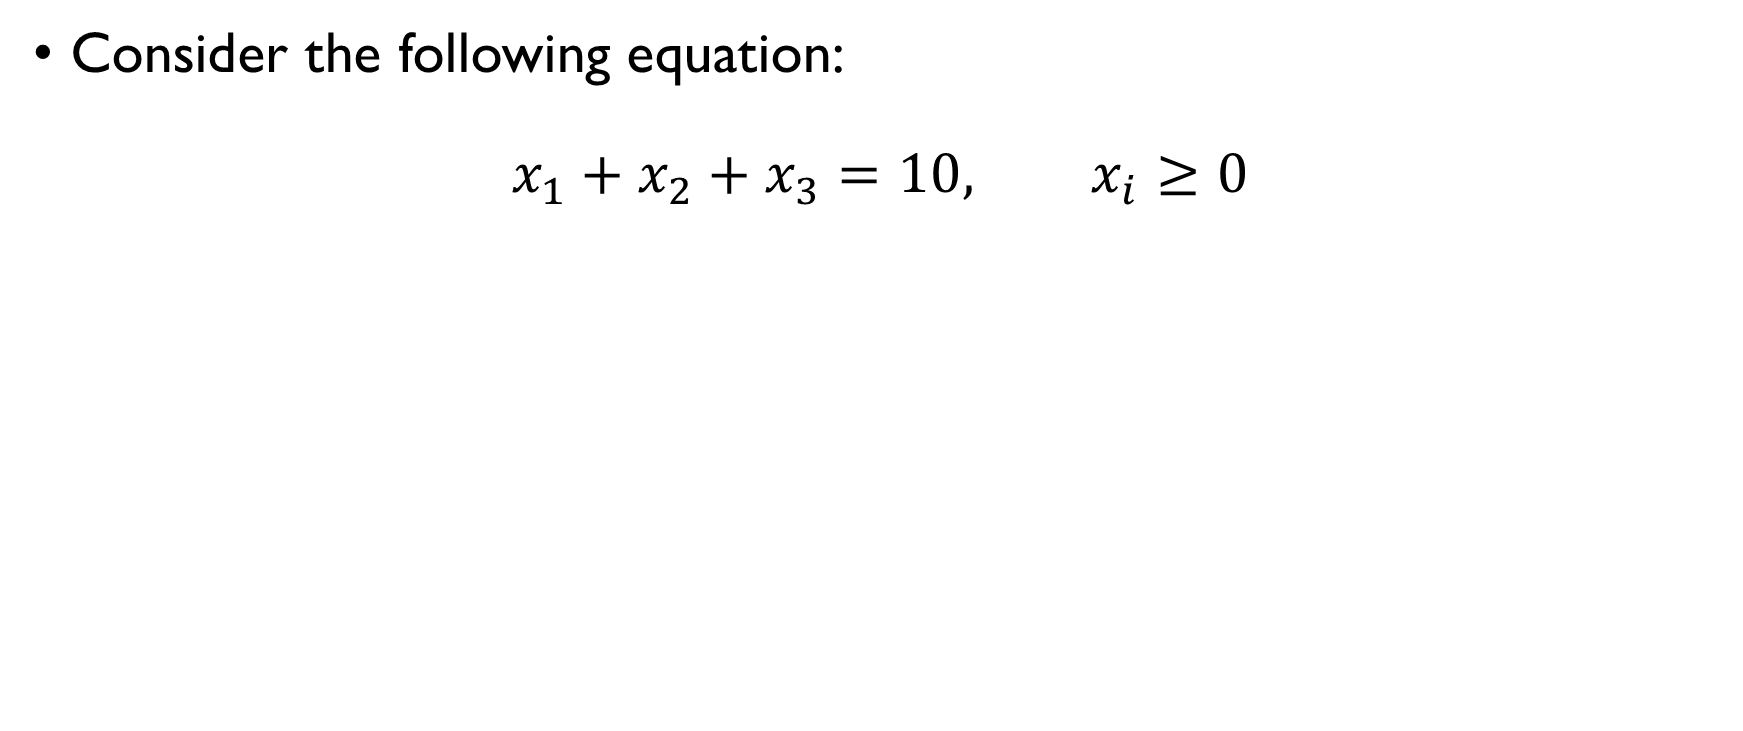 • Consider the following equation:
x₁ + x₂ + x₃ = 10, xᵢ ≥ 0